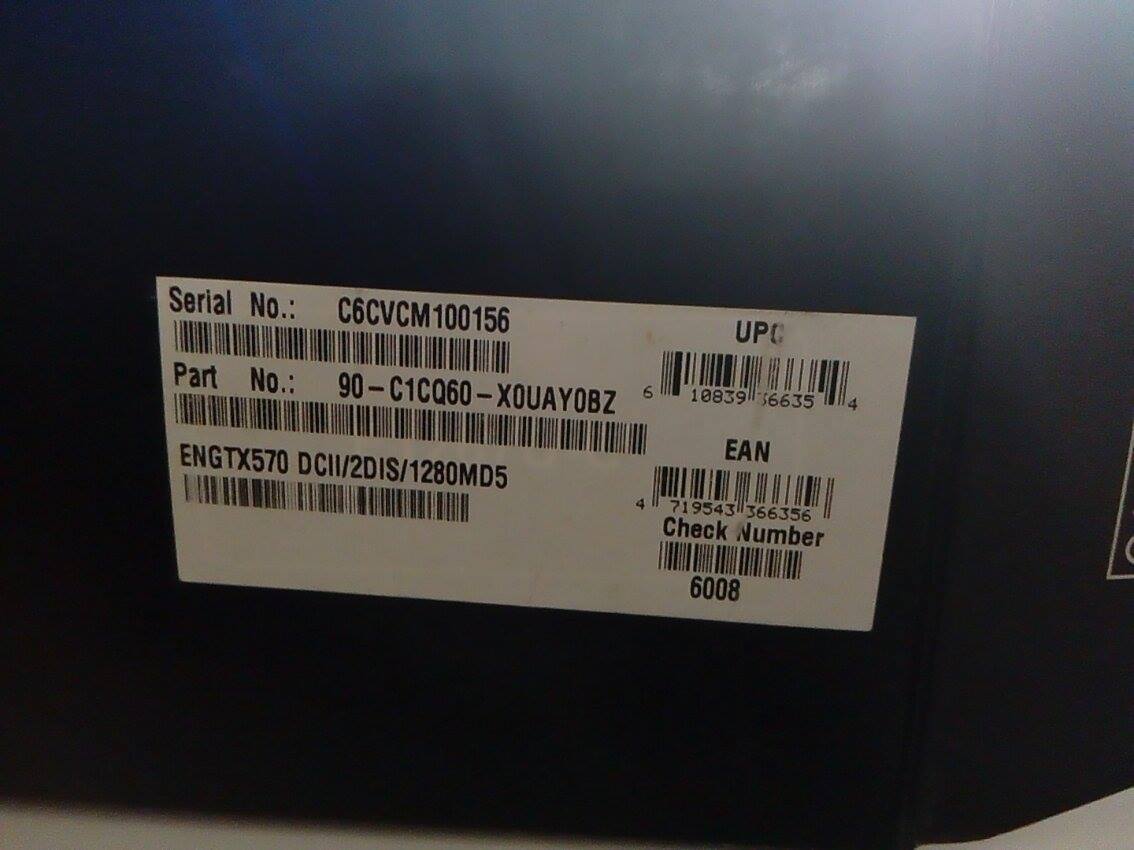 Serial No.: C6CVCM100156
Part No.: 90-C1CQ60-X0UAY0BZ
ENGTX570 DCII/2DIS/1280MD5
UPC
6 10839 36635 4
EAN
4 719543 366356
Check Number
6008